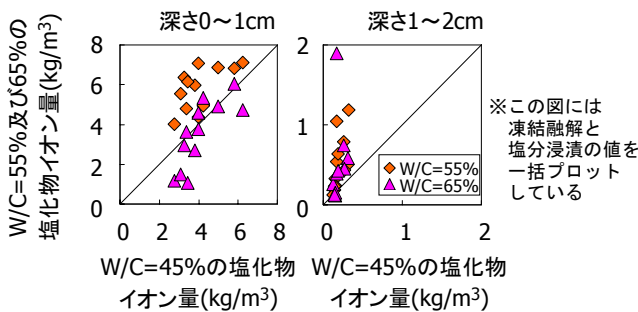 深さ0～1cm
深さ1～2cm
W/C=55%及び65%の
塩化物イオン量(kg/m³)
8
6
4
2
0
0 2 4 6 8
W/C=45%の塩化物
イオン量(kg/m³)
2
1
0
0 1 2
W/C=45%の塩化物
イオン量(kg/m³)
W/C=55%
W/C=65%
※この図には
凍結融解と
塩分浸漬の値を
一括プロット
している